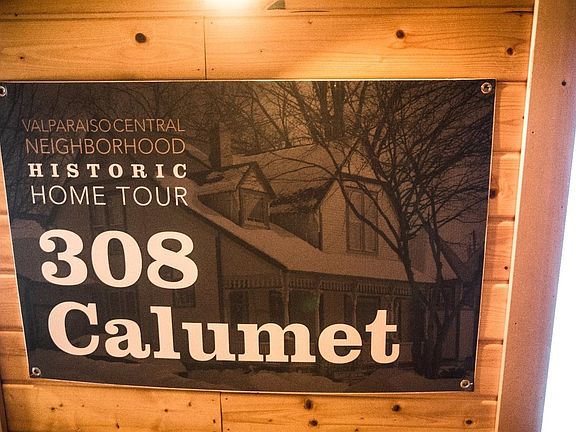 VALPARAISO CENTRAL
NEIGHBORHOOD
HISTORIC
HOME TOUR
308
Calumet